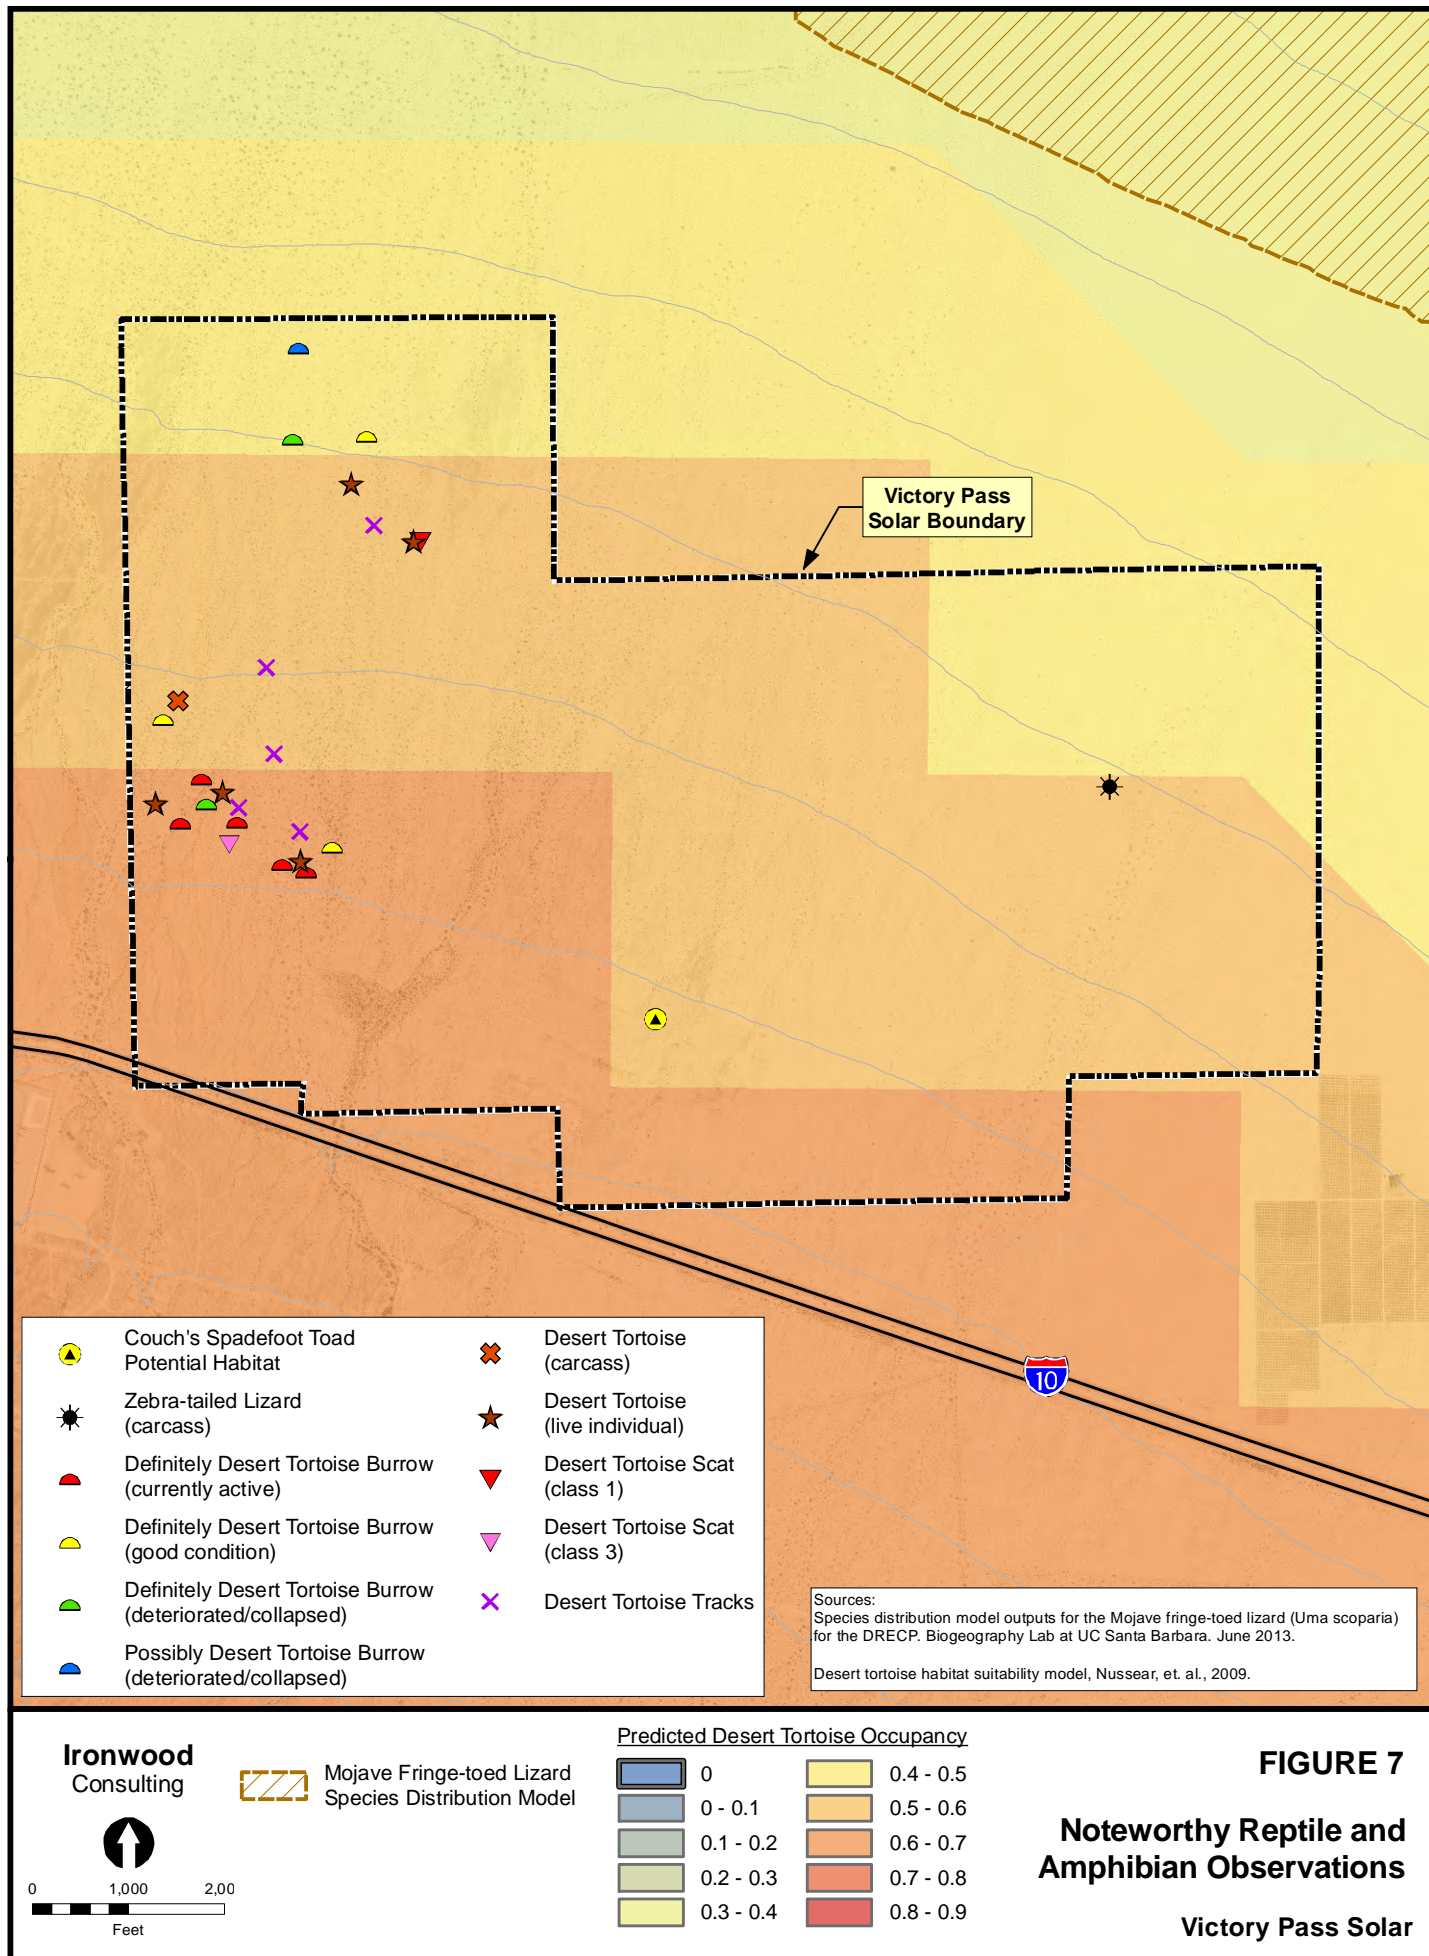 Victory Pass
Solar Boundary
10
Couch's Spadefoot Toad
Potential Habitat
Zebra-tailed Lizard
(carcass)
Definitely Desert Tortoise Burrow
(currently active)
Definitely Desert Tortoise Burrow
(good condition)
Definitely Desert Tortoise Burrow
(deteriorated/collapsed)
Possibly Desert Tortoise Burrow
(deteriorated/collapsed)
Desert Tortoise
(carcass)
Desert Tortoise
(live individual)
Desert Tortoise Scat
(class 1)
Desert Tortoise Scat
(class 3)
Desert Tortoise Tracks
Sources:
Species distribution model outputs for the Mojave fringe-toed lizard (Uma scoparia)
for the DRECP. Biogeography Lab at UC Santa Barbara. June 2013.
Desert tortoise habitat suitability model, Nussear, et. al., 2009.
Ironwood
Consulting
0 1,000 2,00
Feet
Mojave Fringe-toed Lizard
Species Distribution Model
Predicted Desert Tortoise Occupancy
0
0 - 0.1
0.1 - 0.2
0.2 - 0.3
0.3 - 0.4
0.4 - 0.5
0.5 - 0.6
0.6 - 0.7
0.7 - 0.8
0.8 - 0.9
FIGURE 7
Noteworthy Reptile and
Amphibian Observations
Victory Pass Solar